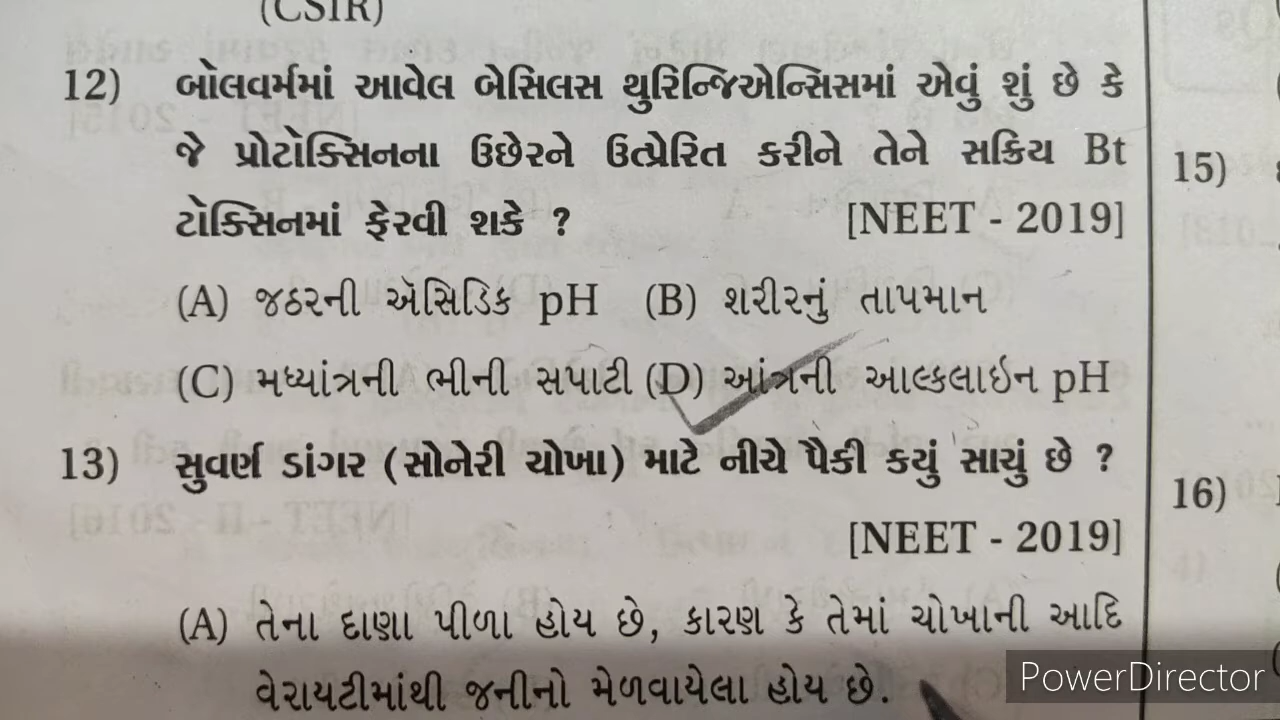 (CSIR)
12) બોલવર્મમાં આવેલ બેસિલસ થુરિન્જિએન્સિસમાં એવું શું છે કે
જે પ્રોટોક્સિનના ઉછેરને ઉત્પ્રેરિત કરીને તેને સક્રિય Bt
ટોક્સિનમાં ફેરવી શકે ? [NEET - 2019]
(A) જઠરની ઍસિડિક pH (B) શરીરનું તાપમાન
(C) મધ્યાંત્રની ભીની સપાટી (D) આંત્રની આલ્કલાઇન pH
13) સુવર્ણ ડાંગર (સોનેરી ચોખા) માટે નીચે પૈકી કયું સાચું છે ?
[NEET - 2019]
(A) તેના દાણા પીળા હોય છે, કારણ કે તેમાં ચોખાની આદિ
વેરાયટીમાંથી જનીનો મેળવાયેલા હોય છે.
15)
16)
PowerDirector